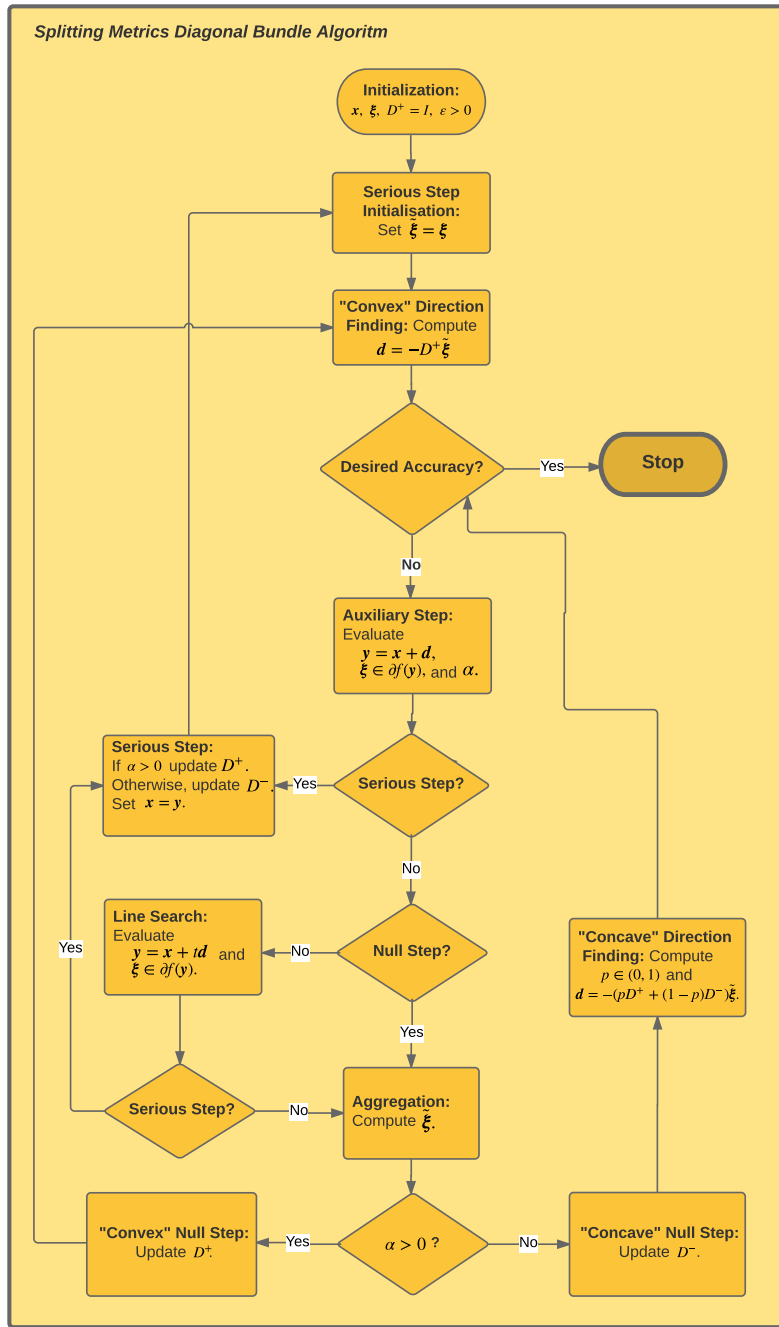 Splitting Metrics Diagonal Bundle Algoritm
Initialization:
x, ξ, D⁺ = I, ε > 0
Serious Step
Initialisation:
Set ξ̃ = ξ
"Convex" Direction
Finding: Compute
d = −D⁺ξ̃
Desired Accuracy?
Yes
Stop
No
Auxiliary Step:
Evaluate
y = x + d,
ξ ∈ ∂f(y), and α.
Serious Step:
If α > 0 update D⁺.
Otherwise, update D⁻.
Set x = y.
Yes
Serious Step?
No
Line Search:
Evaluate
y = x + td and
ξ ∈ ∂f(y).
No
Null Step?
Yes
"Concave" Direction
Finding: Compute
p ∈ (0, 1) and
d = −(pD⁺ + (1 − p)D⁻)ξ̃.
Yes
Serious Step?
No
Aggregation:
Compute ξ̃.
"Convex" Null Step:
Update D⁺.
Yes
α > 0 ?
No
"Concave" Null Step:
Update D⁻.